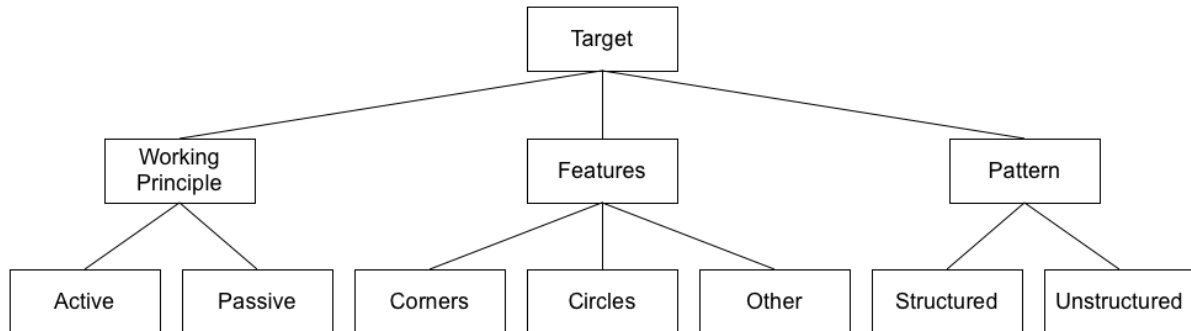 Target
Working
Principle
Features
Pattern
Active
Passive
Corners
Circles
Other
Structured
Unstructured